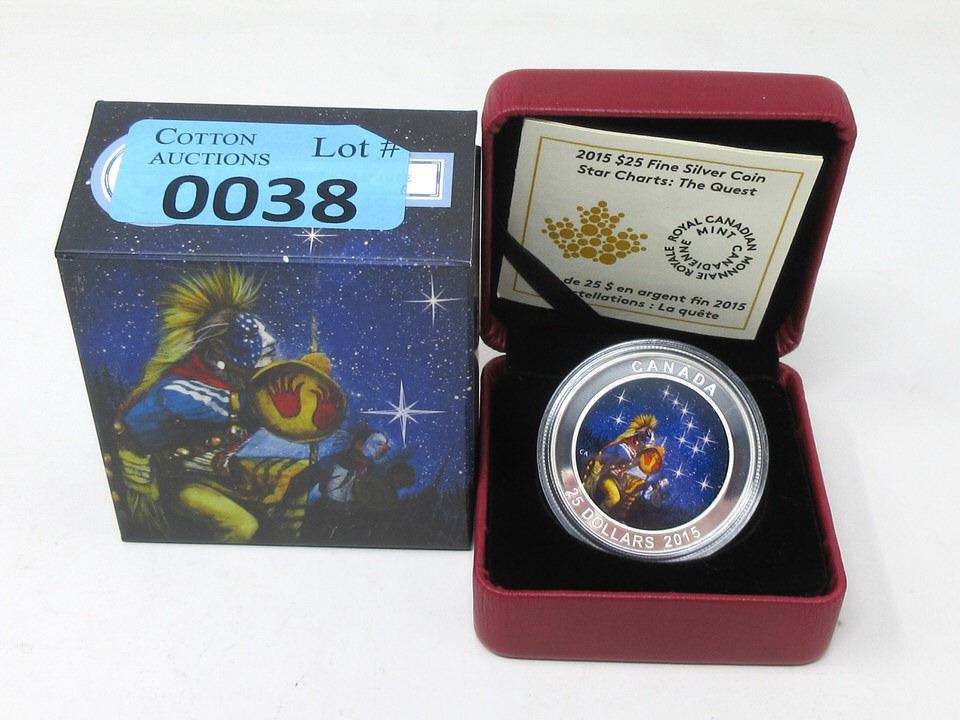 COTTON
AUCTIONS
Lot #
0038
2015 $25 Fine Silver Coin
Star Charts: The Quest
ROYAL CANADIAN MINT
MONNAIE ROYALE CANADIENNE
de 25 $ en argent fin 2015
: La quête
CANADA
CA
25 DOLLARS 2015